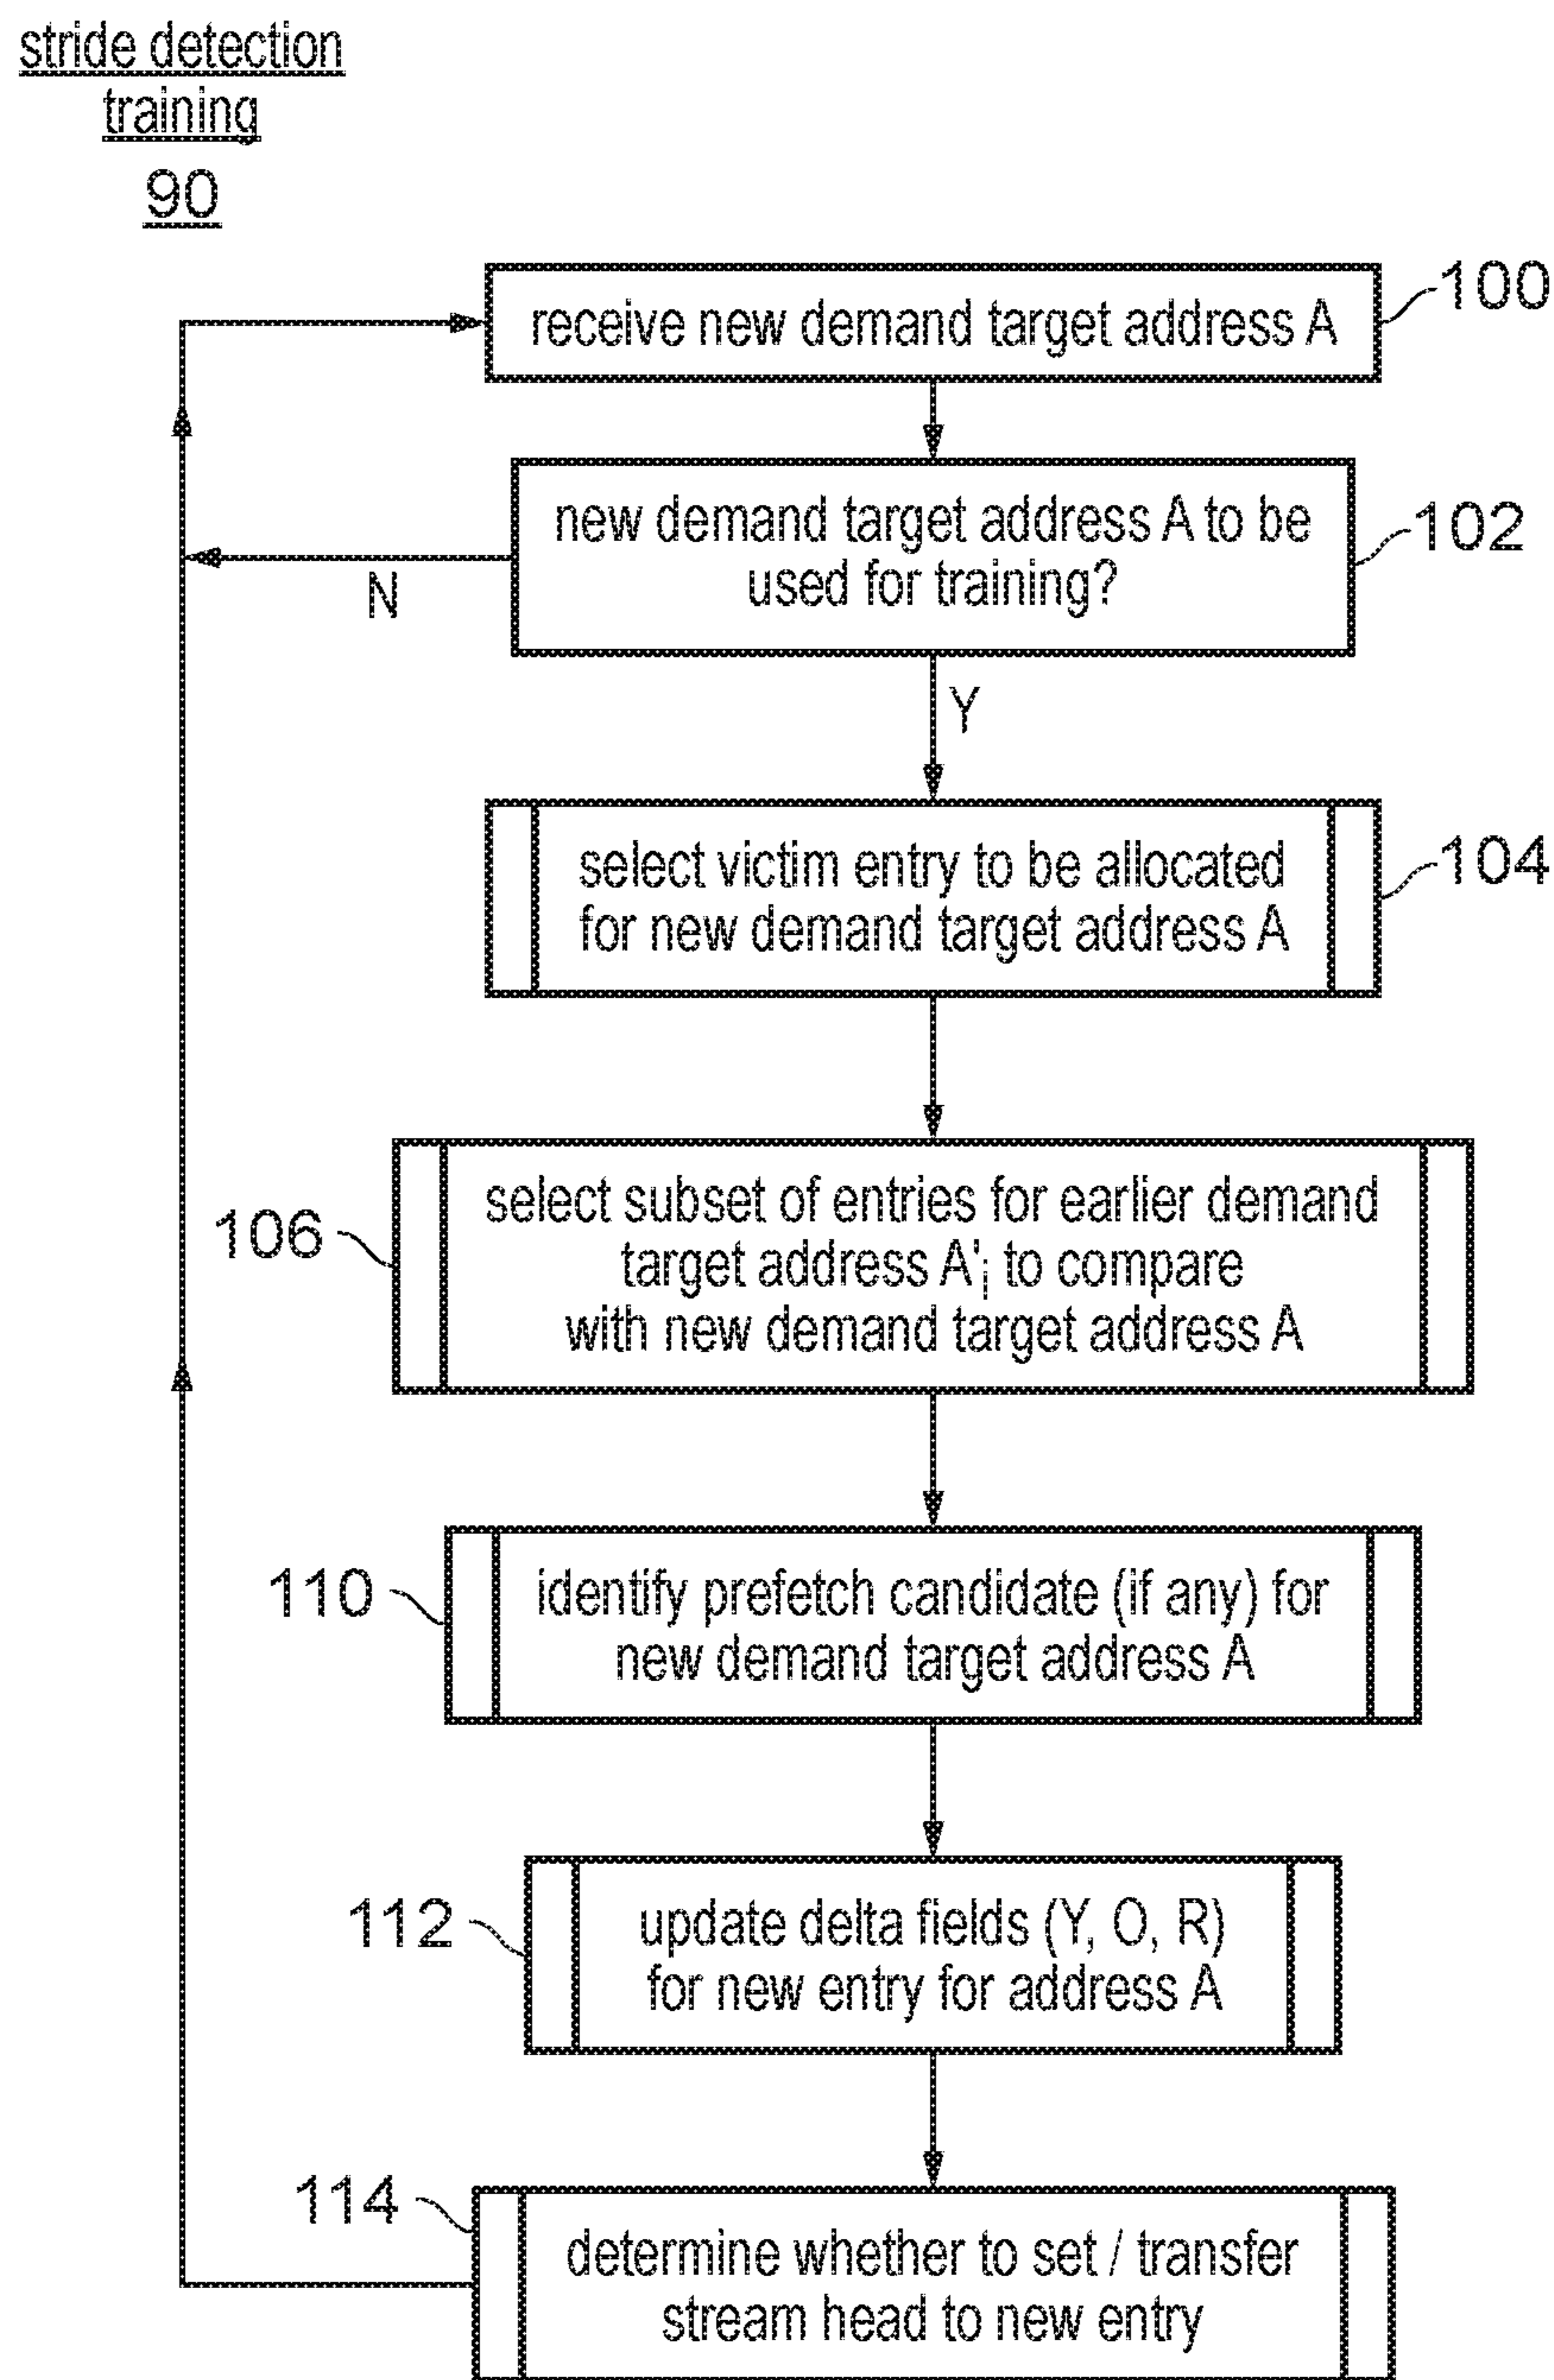 stride detection
training
90
receive new demand target address A
100
new demand target address A to be
used for training?
102
N
Y
select victim entry to be allocated
for new demand target address A
104
select subset of entries for earlier demand
target address A'i to compare
with new demand target address A
106
identify prefetch candidate (if any) for
new demand target address A
110
update delta fields (Y, O, R)
for new entry for address A
112
determine whether to set / transfer
stream head to new entry
114